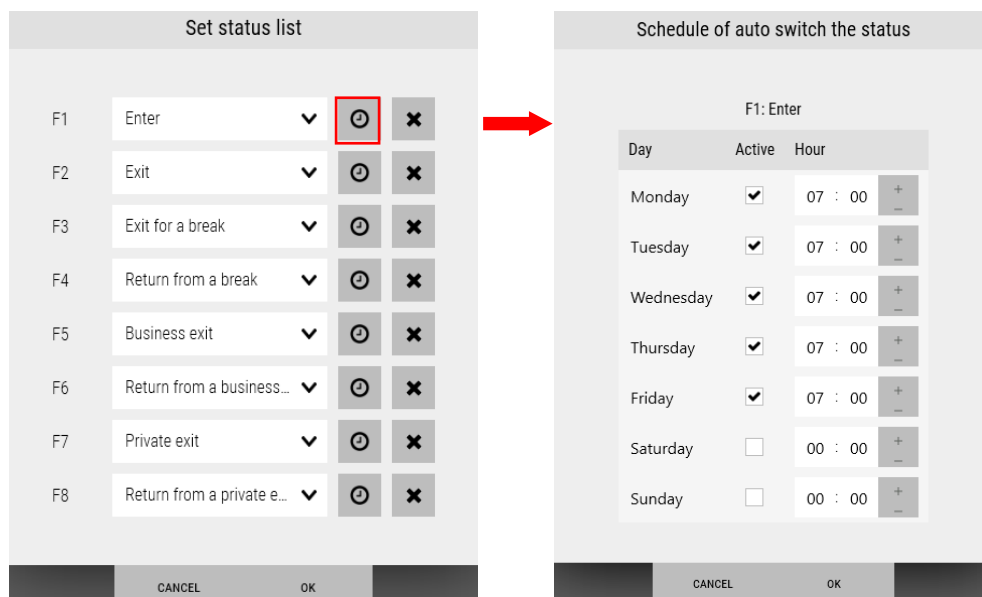 Set status list
F1 Enter
F2 Exit
F3 Exit for a break
F4 Return from a break
F5 Business exit
F6 Return from a business...
F7 Private exit
F8 Return from a private e...
CANCEL OK
Schedule of auto switch the status
F1: Enter
Day Active Hour
Monday 07 : 00 + –
Tuesday 07 : 00 + –
Wednesday 07 : 00 + –
Thursday 07 : 00 + –
Friday 07 : 00 + –
Saturday 00 : 00 + –
Sunday 00 : 00 + –
CANCEL OK